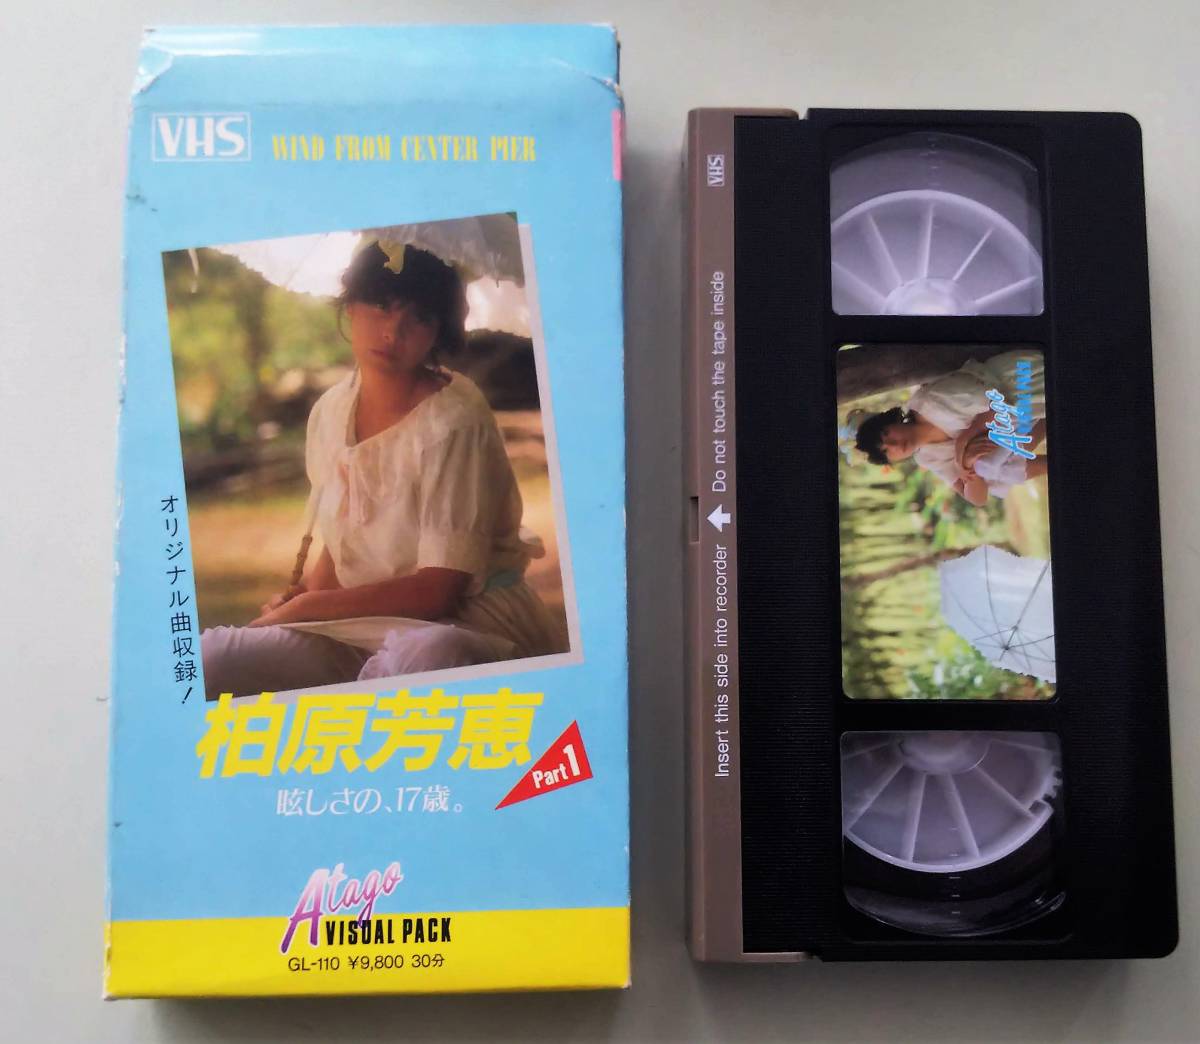 VHS
WIND FROM CENTER PIER
オリジナル曲収録!
柏原芳恵
Part 1
眩しさの、17歳。
Atago
VISUAL PACK
GL-110 ¥9,800 30分
VHS
Insert this side into recorder Do not touch the tape inside
Atago
VISUAL PACK